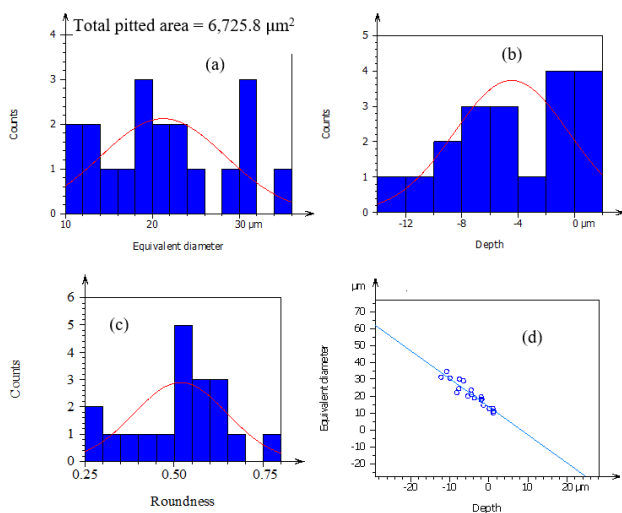 Total pitted area = 6,725.8 µm²
(a)
Counts
4
3
2
1
0
10
20
30 µm
Equivalent diameter
(b)
Counts
5
4
3
2
1
0
-12
-8
-4
0 µm
Depth
(c)
Counts
6
5
4
3
2
1
0
0.25
0.50
0.75
Roundness
(d)
µm
Equivalent diameter
70
60
50
40
30
20
10
0
-10
-20
-20
-10
0
10
20 µm
Depth